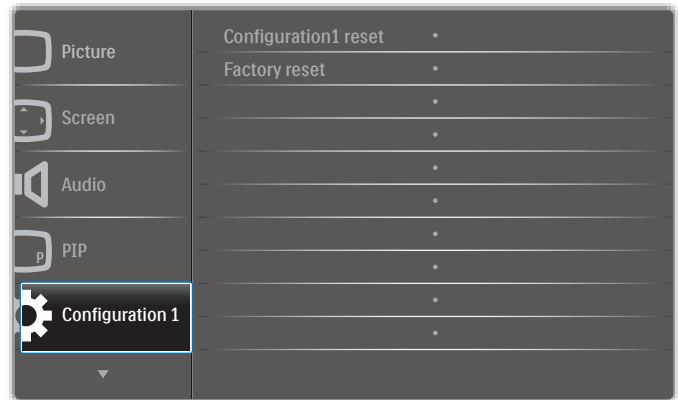 Picture
Screen
Audio
P
PIP
Configuration 1
Configuration1 reset
Factory reset